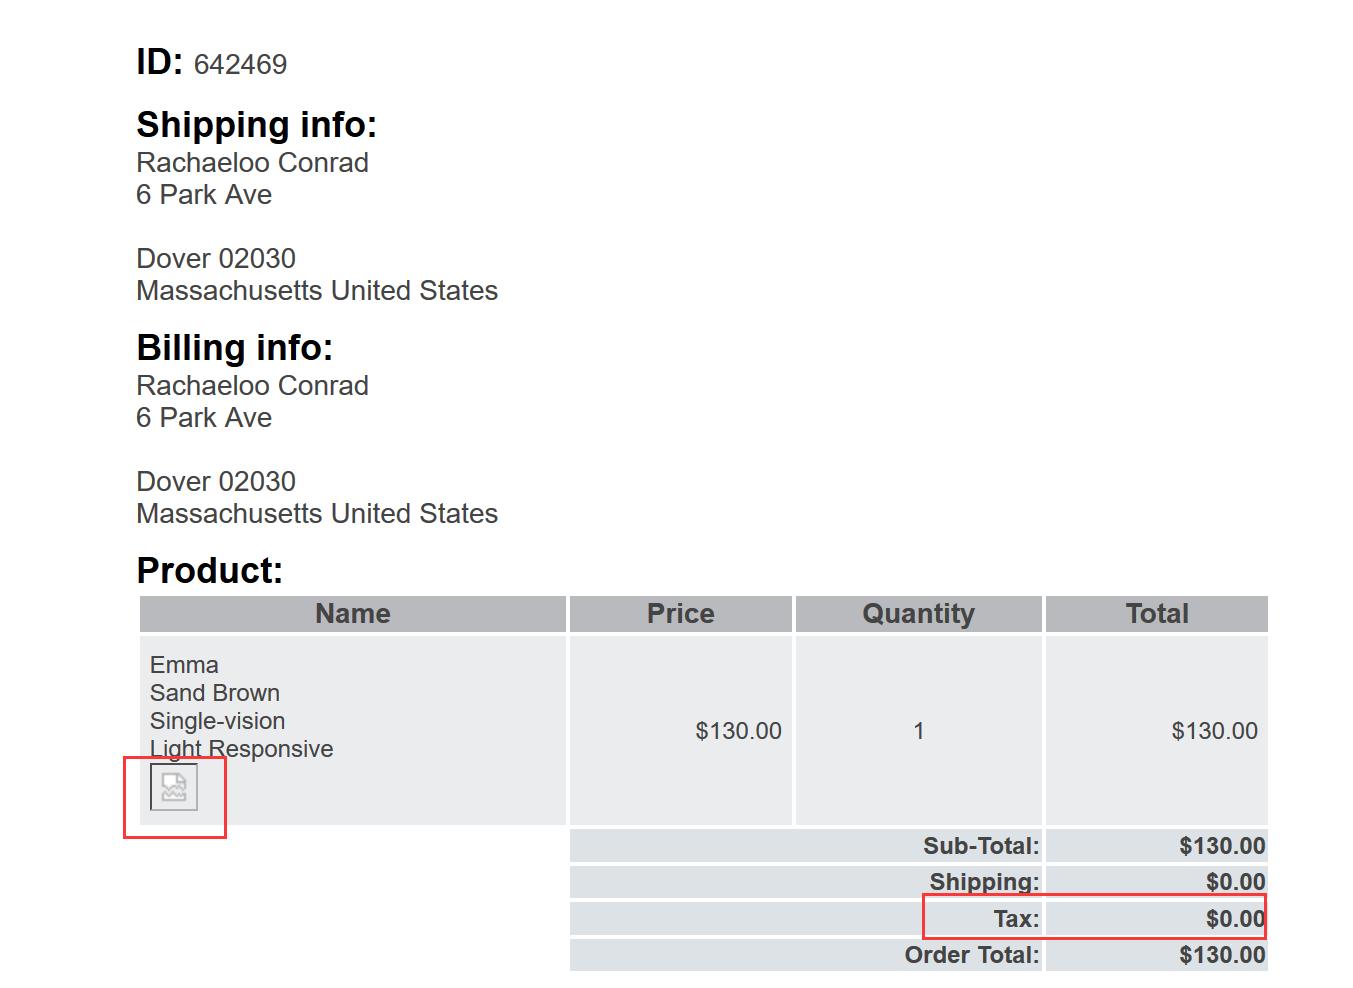 ID: 642469
Shipping info:
Rachaeloo Conrad
6 Park Ave
Dover 02030
Massachusetts United States
Billing info:
Rachaeloo Conrad
6 Park Ave
Dover 02030
Massachusetts United States
Product:
Name Price Quantity Total
Emma
Sand Brown
Single-vision
Light Responsive
$130.00 1 $130.00
Sub-Total: $130.00
Shipping: $0.00
Tax: $0.00
Order Total: $130.00